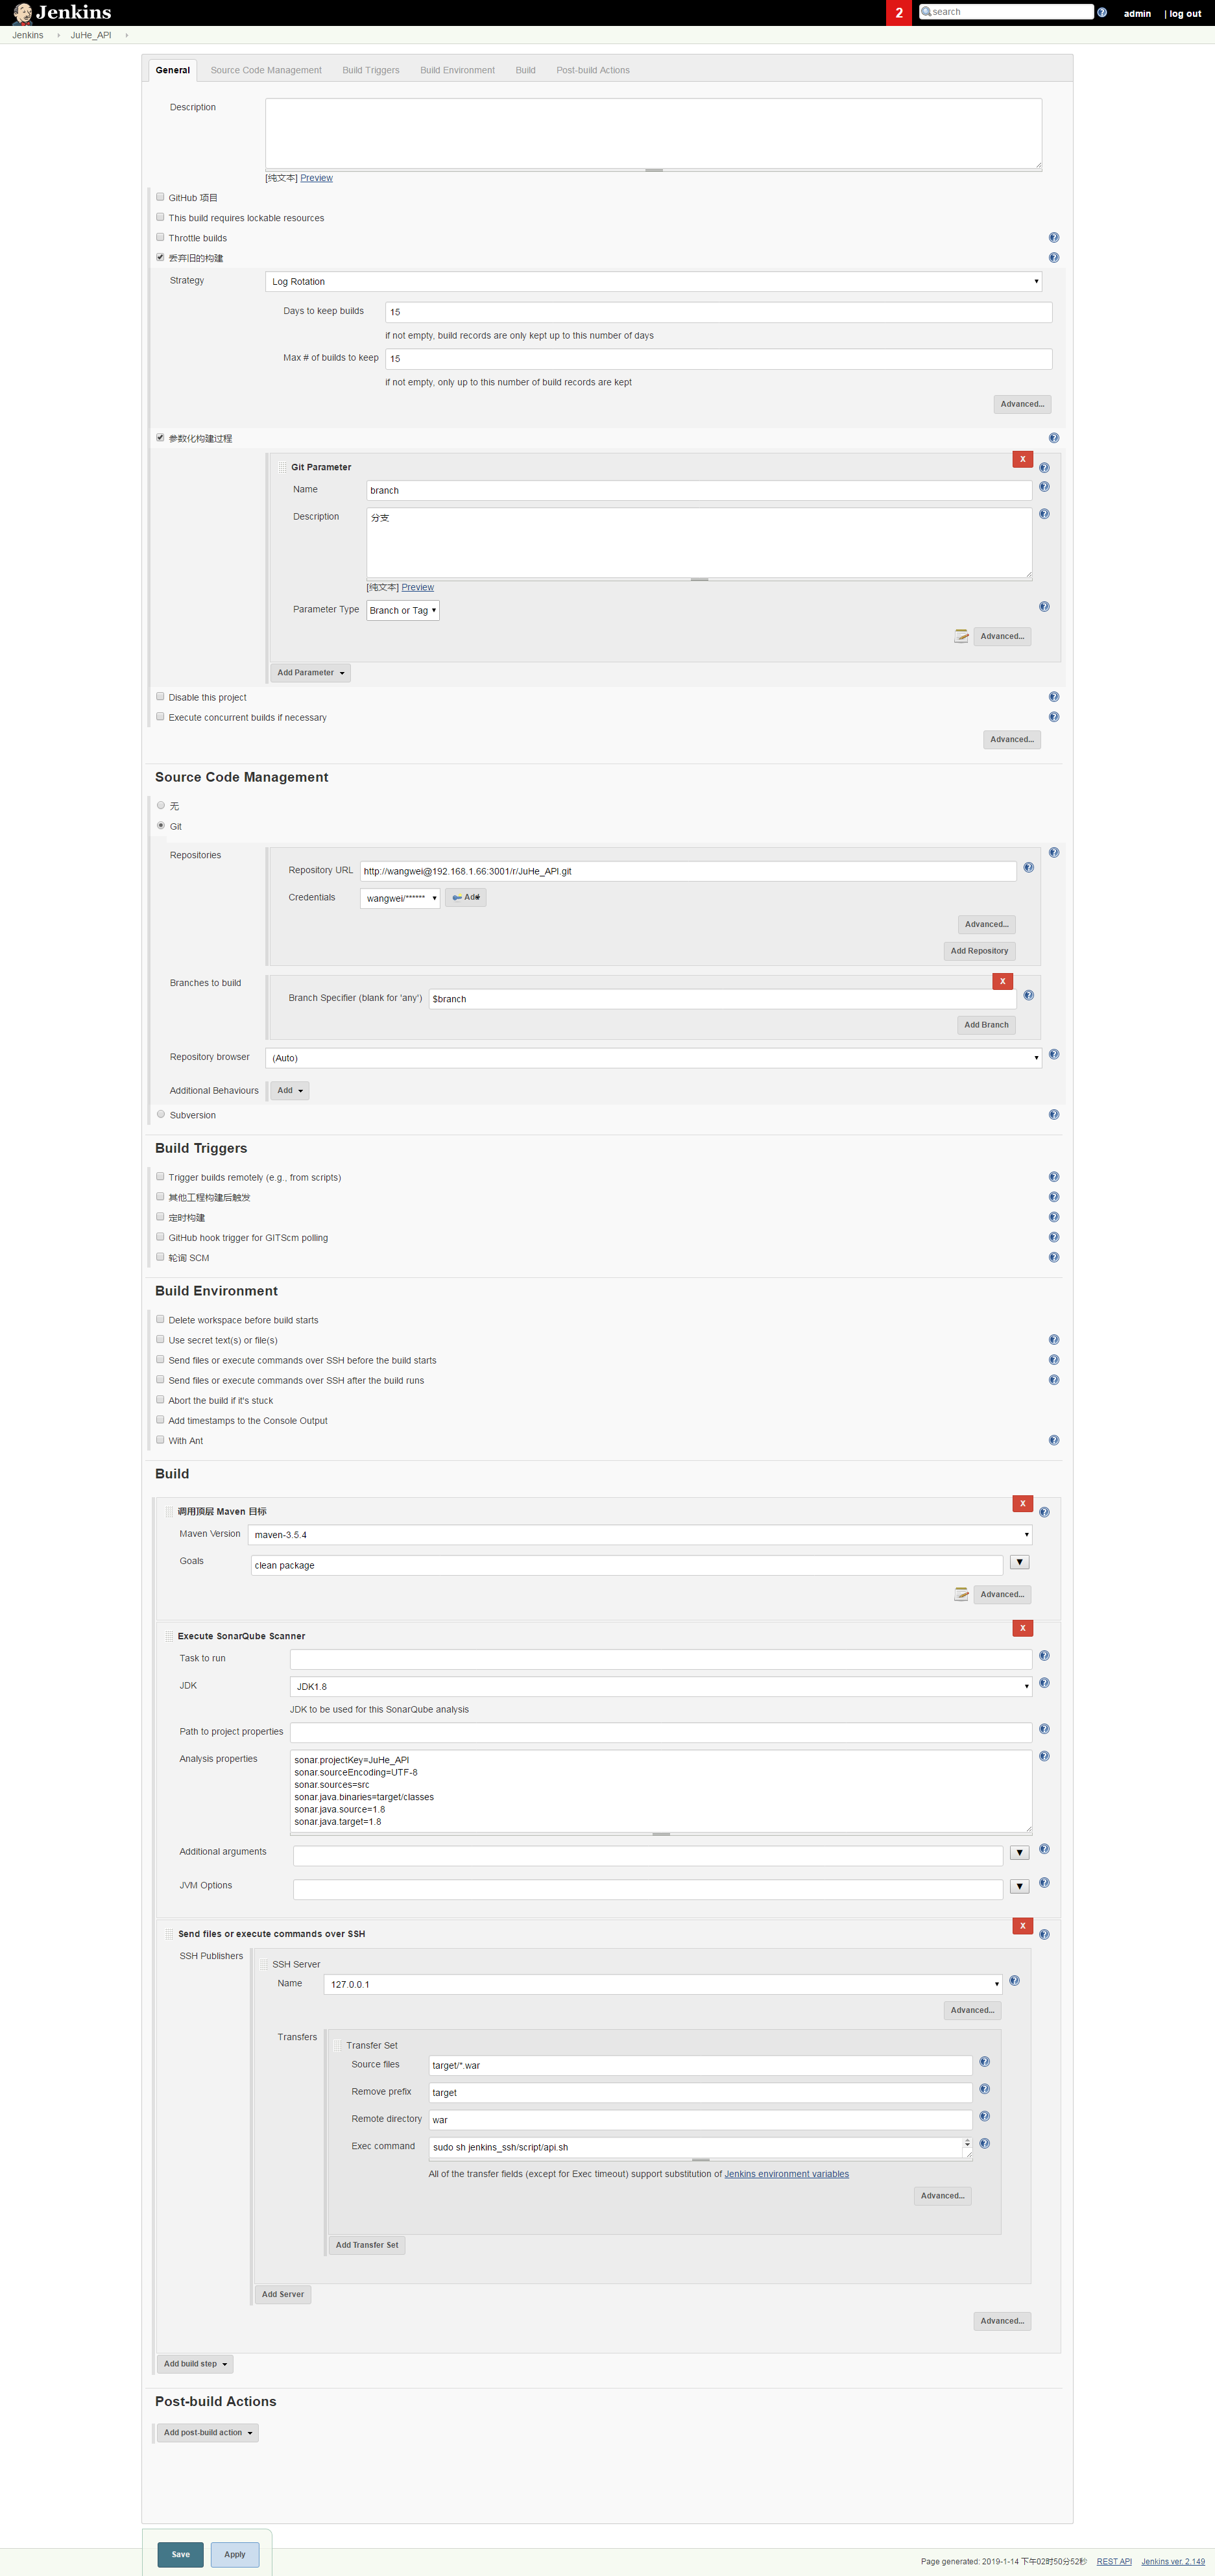 Jenkins
2
search
admin
| log out
Jenkins
JuHe_API
General
Source Code Management
Build Triggers
Build Environment
Build
Post-build Actions
Description
[纯文本] Preview
GitHub 项目
This build requires lockable resources
Throttle builds
丢弃旧的构建
Strategy
Log Rotation
Days to keep builds
15
if not empty, build records are only kept up to this number of days
Max # of builds to keep
15
if not empty, only up to this number of build records are kept
Advanced...
参数化构建过程
X
Git Parameter
Name
branch
Description
分支
[纯文本] Preview
Parameter Type
Branch or Tag
Advanced...
Add Parameter
Disable this project
Execute concurrent builds if necessary
Advanced...
Source Code Management
无
Git
Repositories
Repository URL
http://wangwei@192.168.1.66:3001/r/JuHe_API.git
Credentials
wangwei/******
Add
Advanced...
Add Repository
Branches to build
X
Branch Specifier (blank for 'any')
$branch
Add Branch
Repository browser
(Auto)
Additional Behaviours
Add
Subversion
Build Triggers
Trigger builds remotely (e.g., from scripts)
其他工程构建后触发
定时构建
GitHub hook trigger for GITScm polling
轮询 SCM
Build Environment
Delete workspace before build starts
Use secret text(s) or file(s)
Send files or execute commands over SSH before the build starts
Send files or execute commands over SSH after the build runs
Abort the build if it's stuck
Add timestamps to the Console Output
With Ant
Build
X
调用顶层 Maven 目标
Maven Version
maven-3.5.4
Goals
clean package
Advanced...
X
Execute SonarQube Scanner
Task to run
JDK
JDK1.8
JDK to be used for this SonarQube analysis
Path to project properties
Analysis properties
sonar.projectKey=JuHe_API
sonar.sourceEncoding=UTF-8
sonar.sources=src
sonar.java.binaries=target/classes
sonar.java.source=1.8
sonar.java.target=1.8
Additional arguments
JVM Options
X
Send files or execute commands over SSH
SSH Publishers
SSH Server
Name
127.0.0.1
Advanced...
Transfers
Transfer Set
Source files
target/*.war
Remove prefix
target
Remote directory
war
Exec command
sudo sh jenkins_ssh/script/api.sh
All of the transfer fields (except for Exec timeout) support substitution of Jenkins environment variables
Advanced...
Add Transfer Set
Add Server
Advanced...
Add build step
Post-build Actions
Add post-build action
Save
Apply
Page generated: 2019-1-14 下午02时50分52秒
REST API
Jenkins ver. 2.149